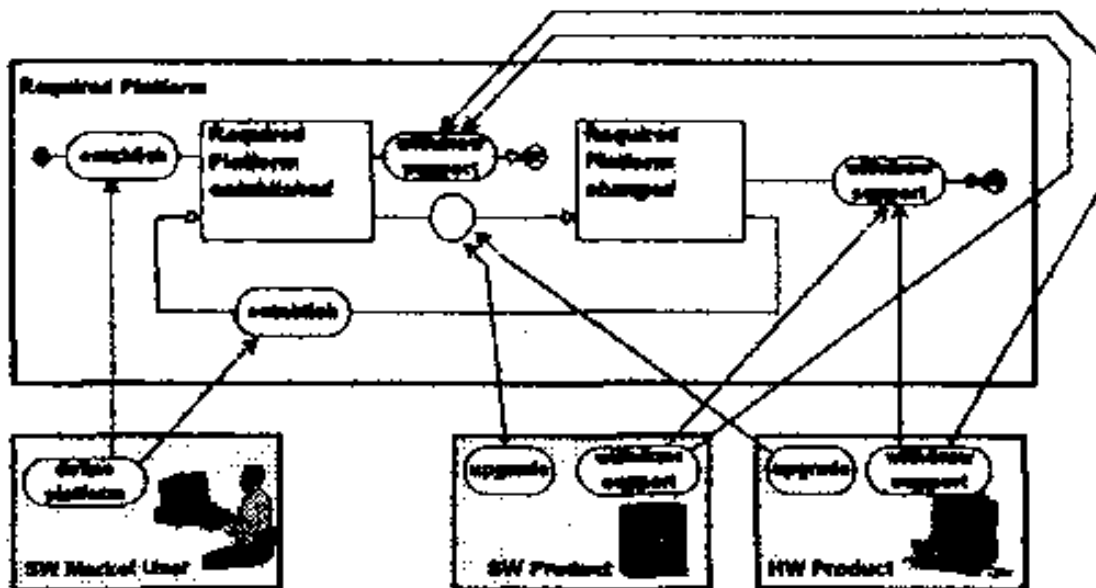 Required Platform
establish
Required
Platform
established
withdraw
support
Required
Platform
changed
withdraw
support
establish
define
platform
SW Market User
upgrade
withdraw
support
SW Product
upgrade
withdraw
support
HW Product